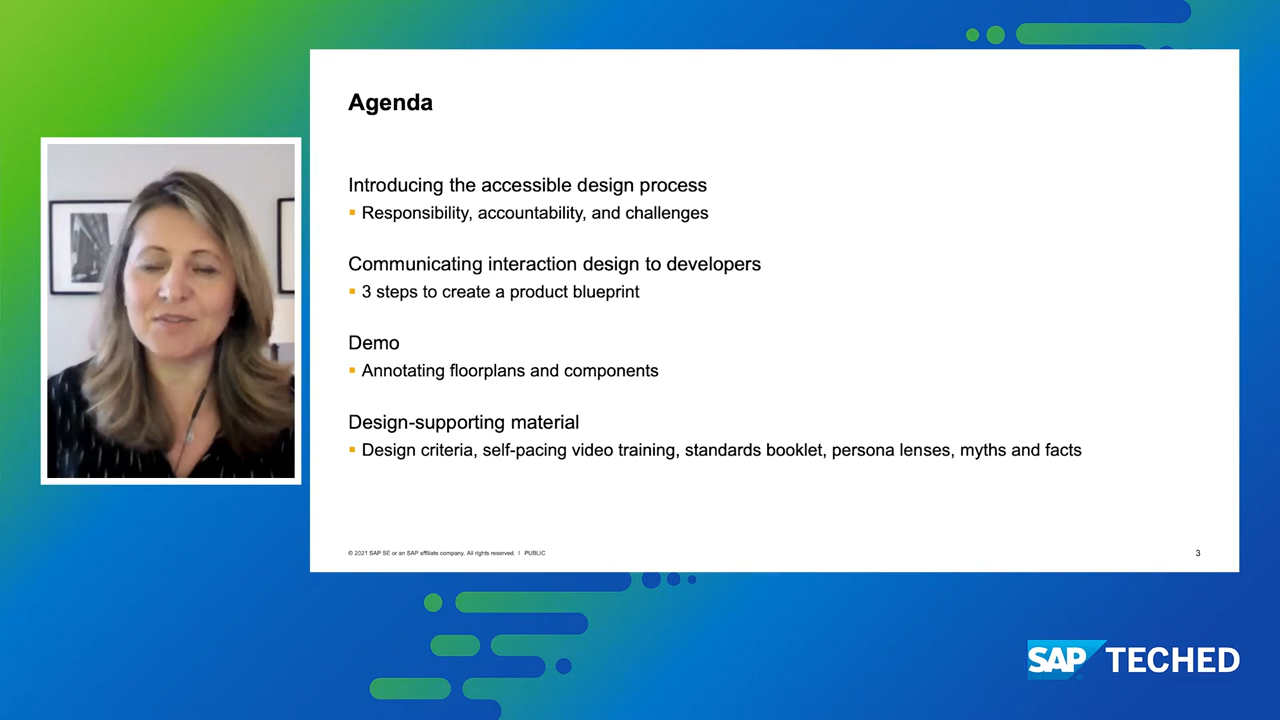 Agenda
Introducing the accessible design process
Responsibility, accountability, and challenges
Communicating interaction design to developers
3 steps to create a product blueprint
Demo
Annotating floorplans and components
Design-supporting material
Design criteria, self-pacing video training, standards booklet, persona lenses, myths and facts
© 2021 SAP SE or an SAP affiliate company. All rights reserved. I PUBLIC
3
SAP TECHED